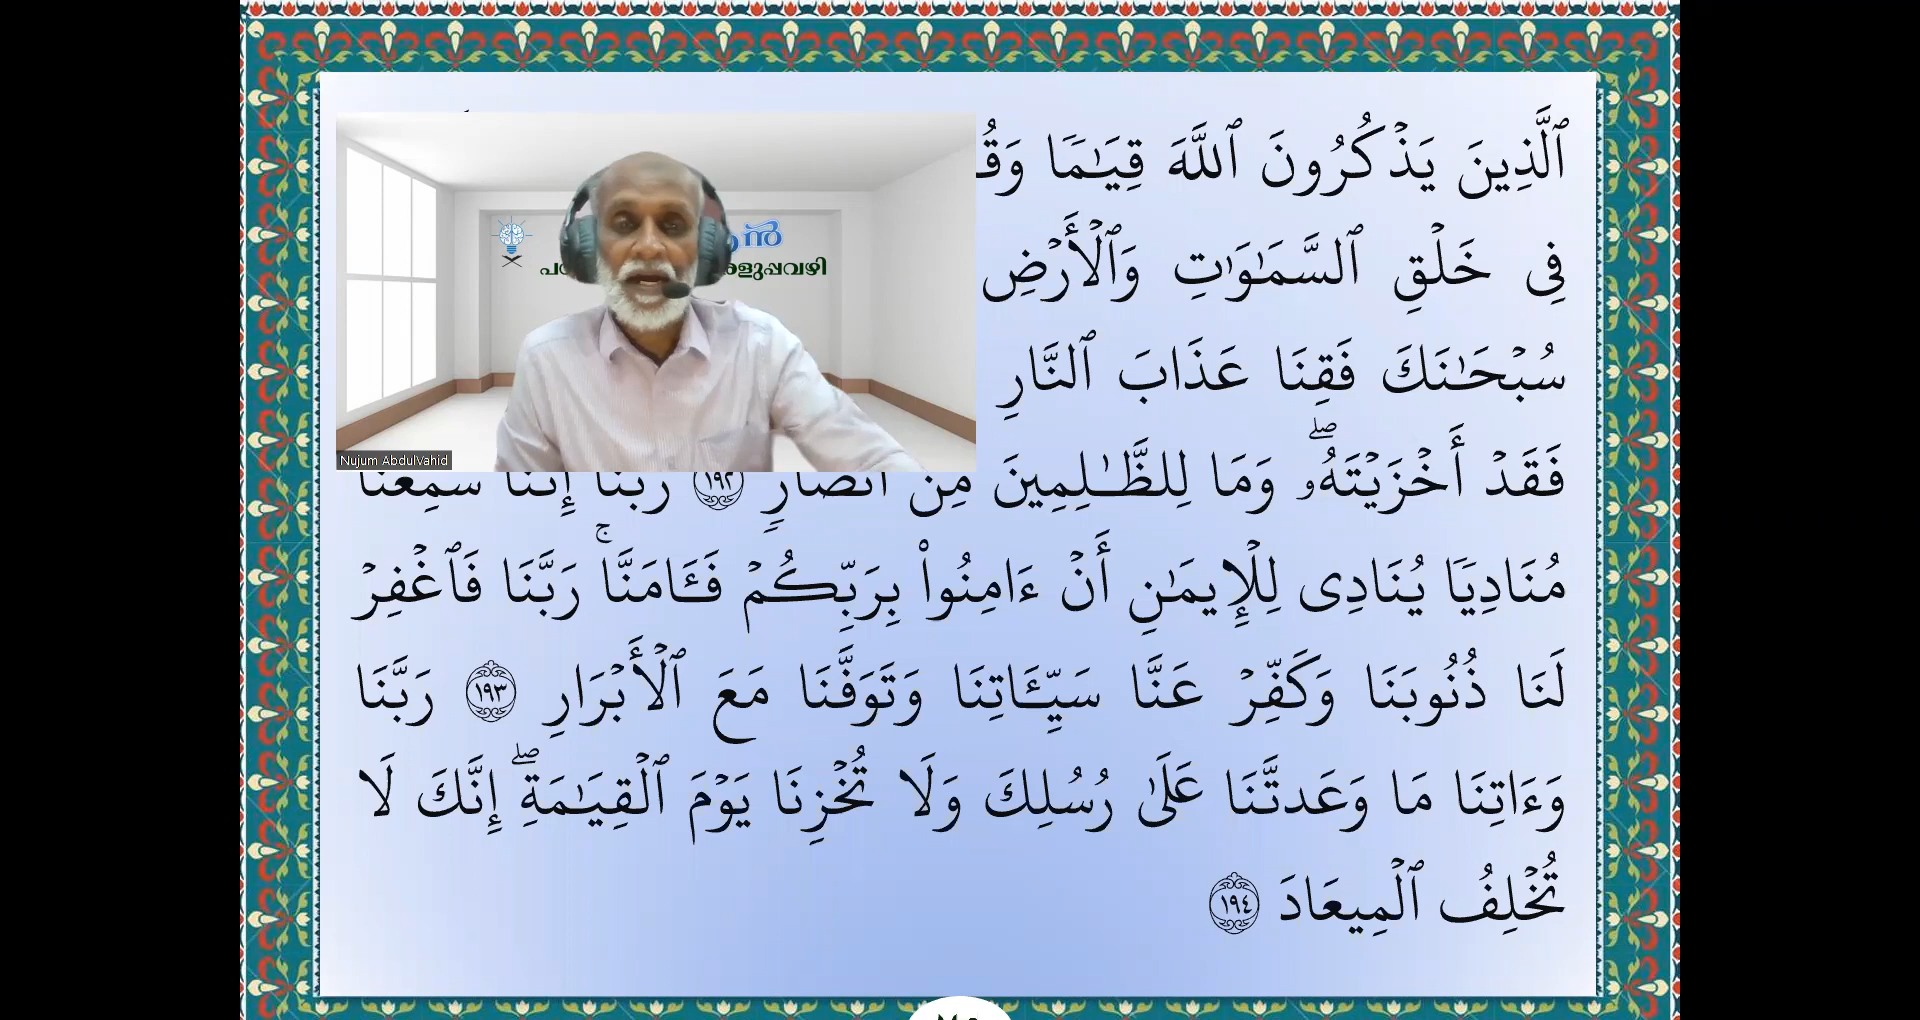 ٱلَّذِينَ يَذۡكُرُونَ ٱللَّهَ قِيَٰمٗا
فِى خَلۡقِ ٱلسَّمَٰوَٰتِ وَٱلۡأَرۡضِ
سُبۡحَٰنَكَ فَقِنَا عَذَابَ ٱلنَّارِ
فَقَدۡ أَخۡزَيۡتَهُۥۖ وَمَا لِلظَّٰلِمِينَ مِنۡ أَنصَارٖ ١٩٢ رَبَّنَآ إِنَّنَا سَمِعۡنَا
مُنَادِيٗا يُنَادِى لِلۡإِيمَٰنِ أَنۡ ءَامِنُواْ بِرَبِّكُمۡ فَـَٔامَنَّاۚ رَبَّنَا فَٱغۡفِرۡ
لَنَا ذُنُوبَنَا وَكَفِّرۡ عَنَّا سَيِّـَٔاتِنَا وَتَوَفَّنَا مَعَ ٱلۡأَبۡرَارِ ١٩٣ رَبَّنَا
وَءَاتِنَا مَا وَعَدتَّنَا عَلَىٰ رُسُلِكَ وَلَا تُخۡزِنَا يَوۡمَ ٱلۡقِيَٰمَةِۖ إِنَّكَ لَا
تُخۡلِفُ ٱلۡمِيعَادَ ١٩٤
Nujum AbdulVahid